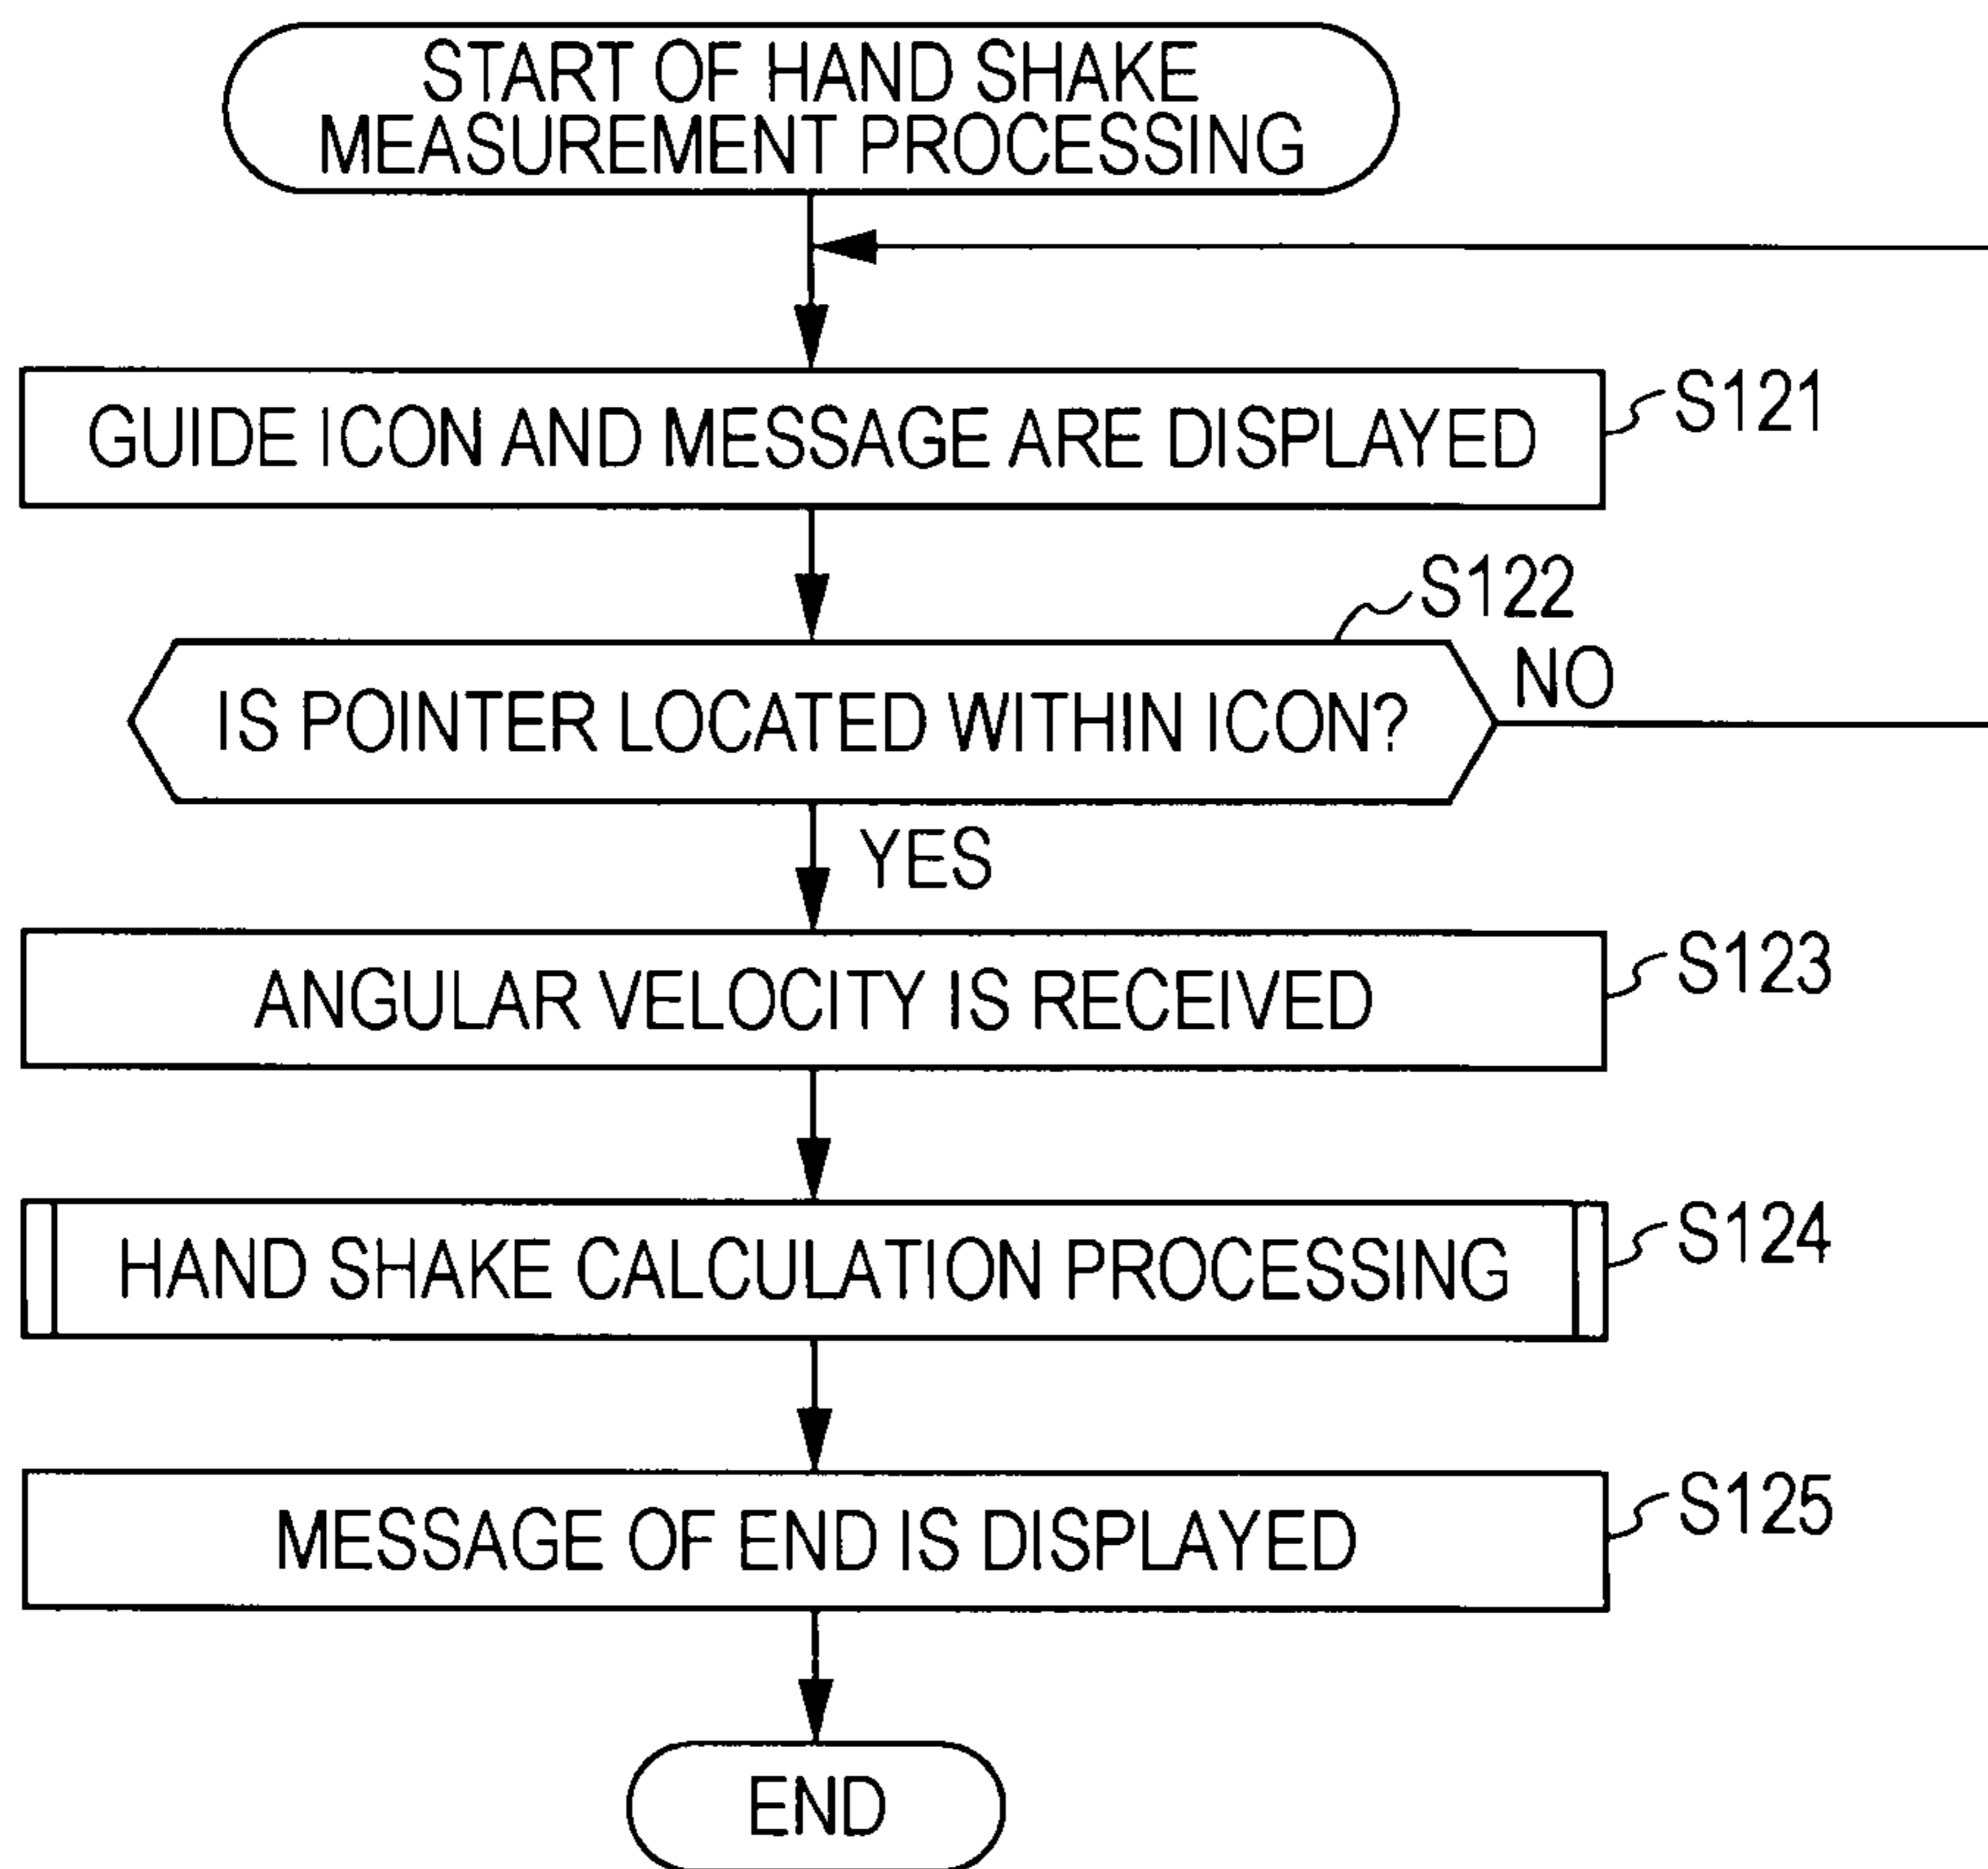 START OF HAND SHAKE
MEASUREMENT PROCESSING
GUIDE ICON AND MESSAGE ARE DISPLAYED
S121
S122
IS POINTER LOCATED WITHIN ICON?
NO
YES
ANGULAR VELOCITY IS RECEIVED
S123
HAND SHAKE CALCULATION PROCESSING
S124
MESSAGE OF END IS DISPLAYED
S125
END